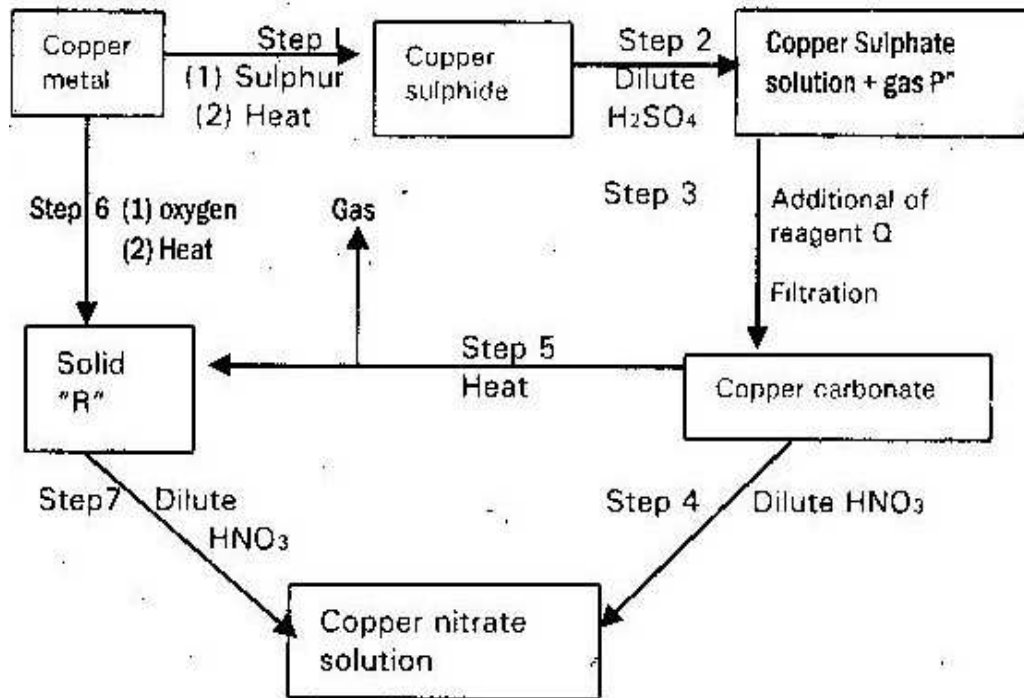 Copper
metal
Step 1
(1) Sulphur
(2) Heat
Copper
sulphide
Step 2
Dilute
H₂SO₄
Copper Sulphate
solution + gas P"
Step 3
Additional of
reagent Q
Filtration
Step 6 (1) oxygen
(2) Heat
Gas
Solid
"R"
Step 5
Heat
Copper carbonate
Step7
Dilute
HNO₃
Step 4
Dilute HNO₃
Copper nitrate
solution